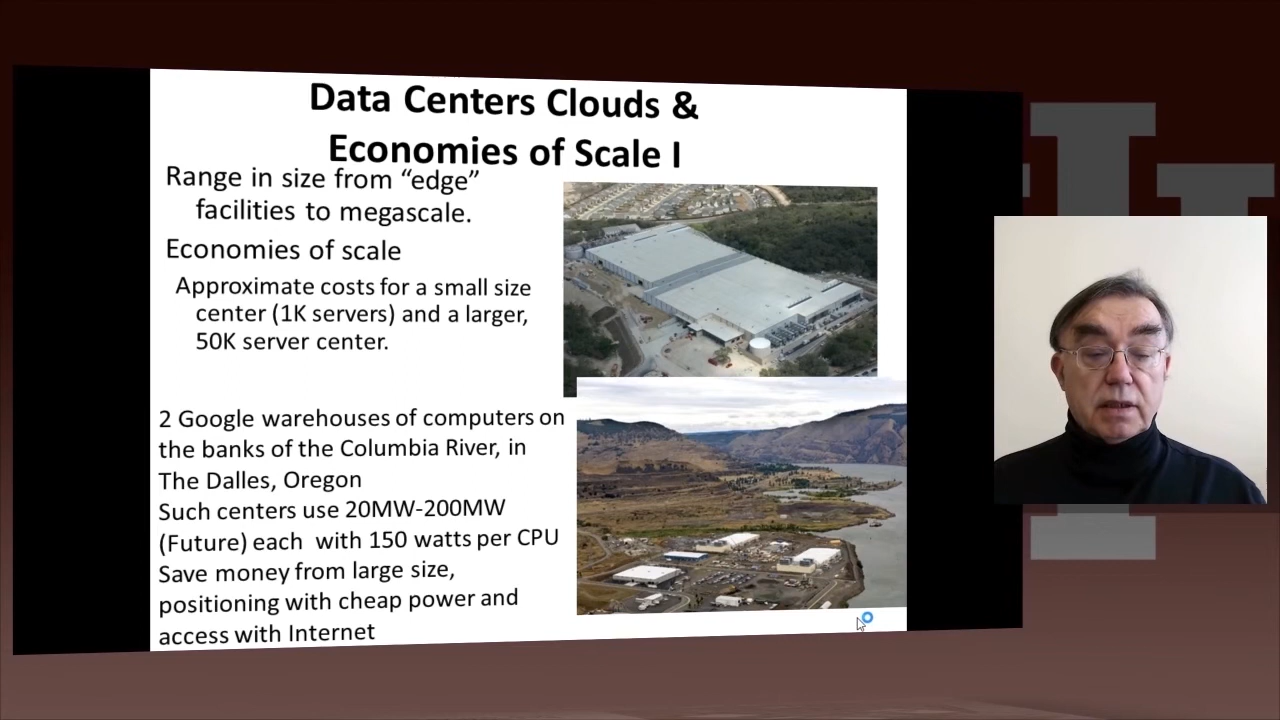 Data Centers Clouds &
Economies of Scale I
Range in size from “edge”
facilities to megascale.
Economies of scale
Approximate costs for a small size
center (1K servers) and a larger,
50K server center.
2 Google warehouses of computers on
the banks of the Columbia River, in
The Dalles, Oregon
Such centers use 20MW-200MW
(Future) each with 150 watts per CPU
Save money from large size,
positioning with cheap power and
access with Internet